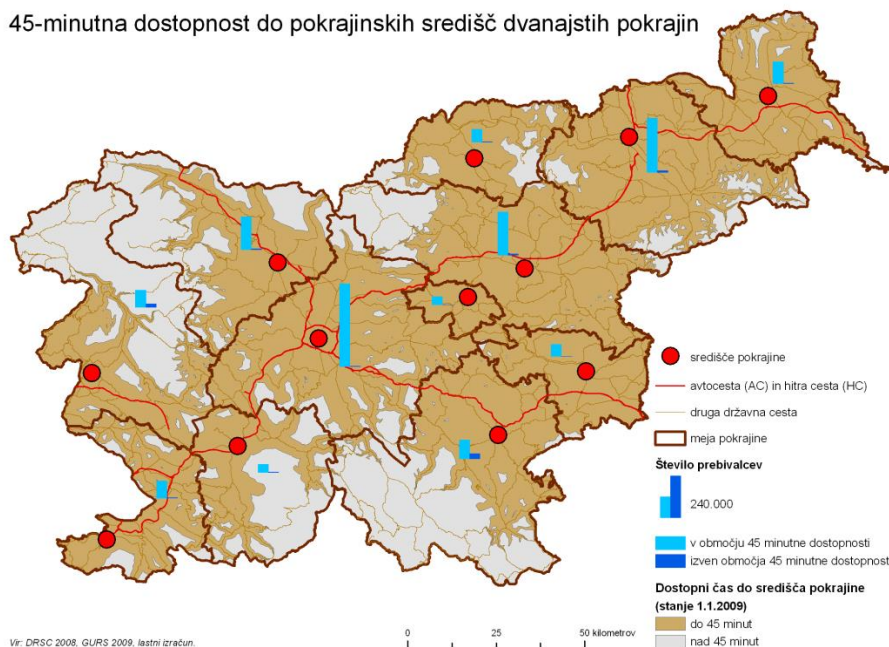 45-minutna dostopnost do pokrajinskih središč dvanajstih pokrajin
središče pokrajine
avtocesta (AC) in hitra cesta (HC)
druga državna cesta
meja pokrajine
Število prebivalcev
240.000
v območju 45 minutne dostopnosti
izven območja 45 minutne dostopnost
Dostopni čas do središča pokrajine
(stanje 1.1.2009)
do 45 minut
nad 45 minut
0 25 50 kilometrov
Vir: DRSC 2008, GURS 2009, lastni izračun.